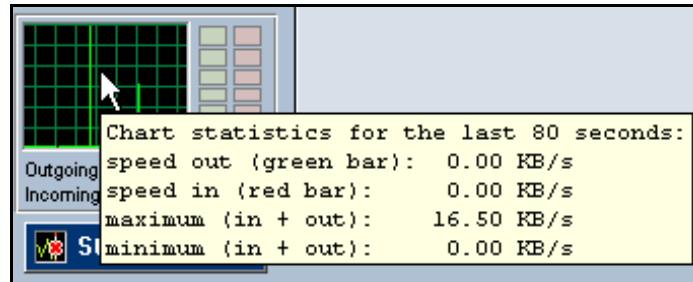 Chart statistics for the last 80 seconds:
speed out (green bar): 0.00 KB/s
Outgoing
speed in (red bar): 0.00 KB/s
Incoming
maximum (in + out): 16.50 KB/s
minimum (in + out): 0.00 KB/s